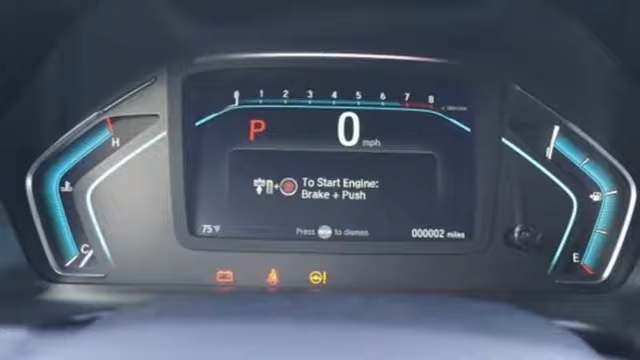 0 1 2 3 4 5 6 7 8
P 0 mph
H
To Start Engine:
Brake + Push
75°F Press to dismiss 000002 miles
C
E